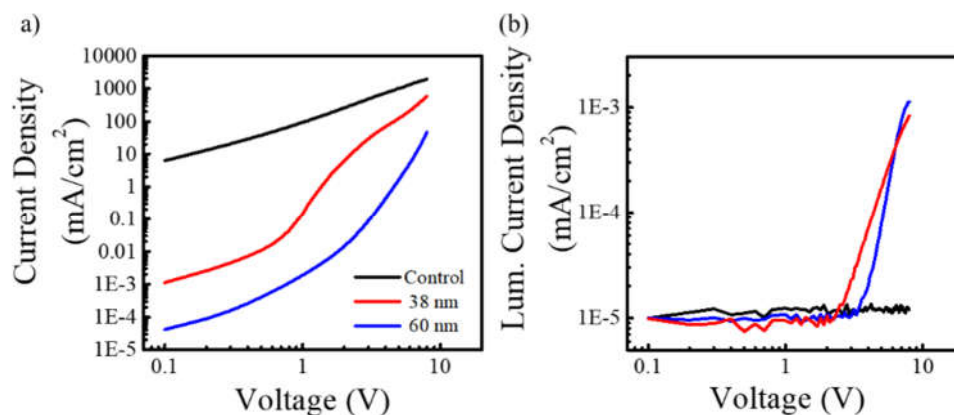 a)
Current Density
(mA/cm²)
10000
1000
100
10
1
0.1
0.01
1E-3
1E-4
1E-5
Control
38 nm
60 nm
0.1
1
10
Voltage (V)
(b)
Lum. Current Density
(mA/cm²)
1E-3
1E-4
1E-5
0.1
1
10
Voltage (V)